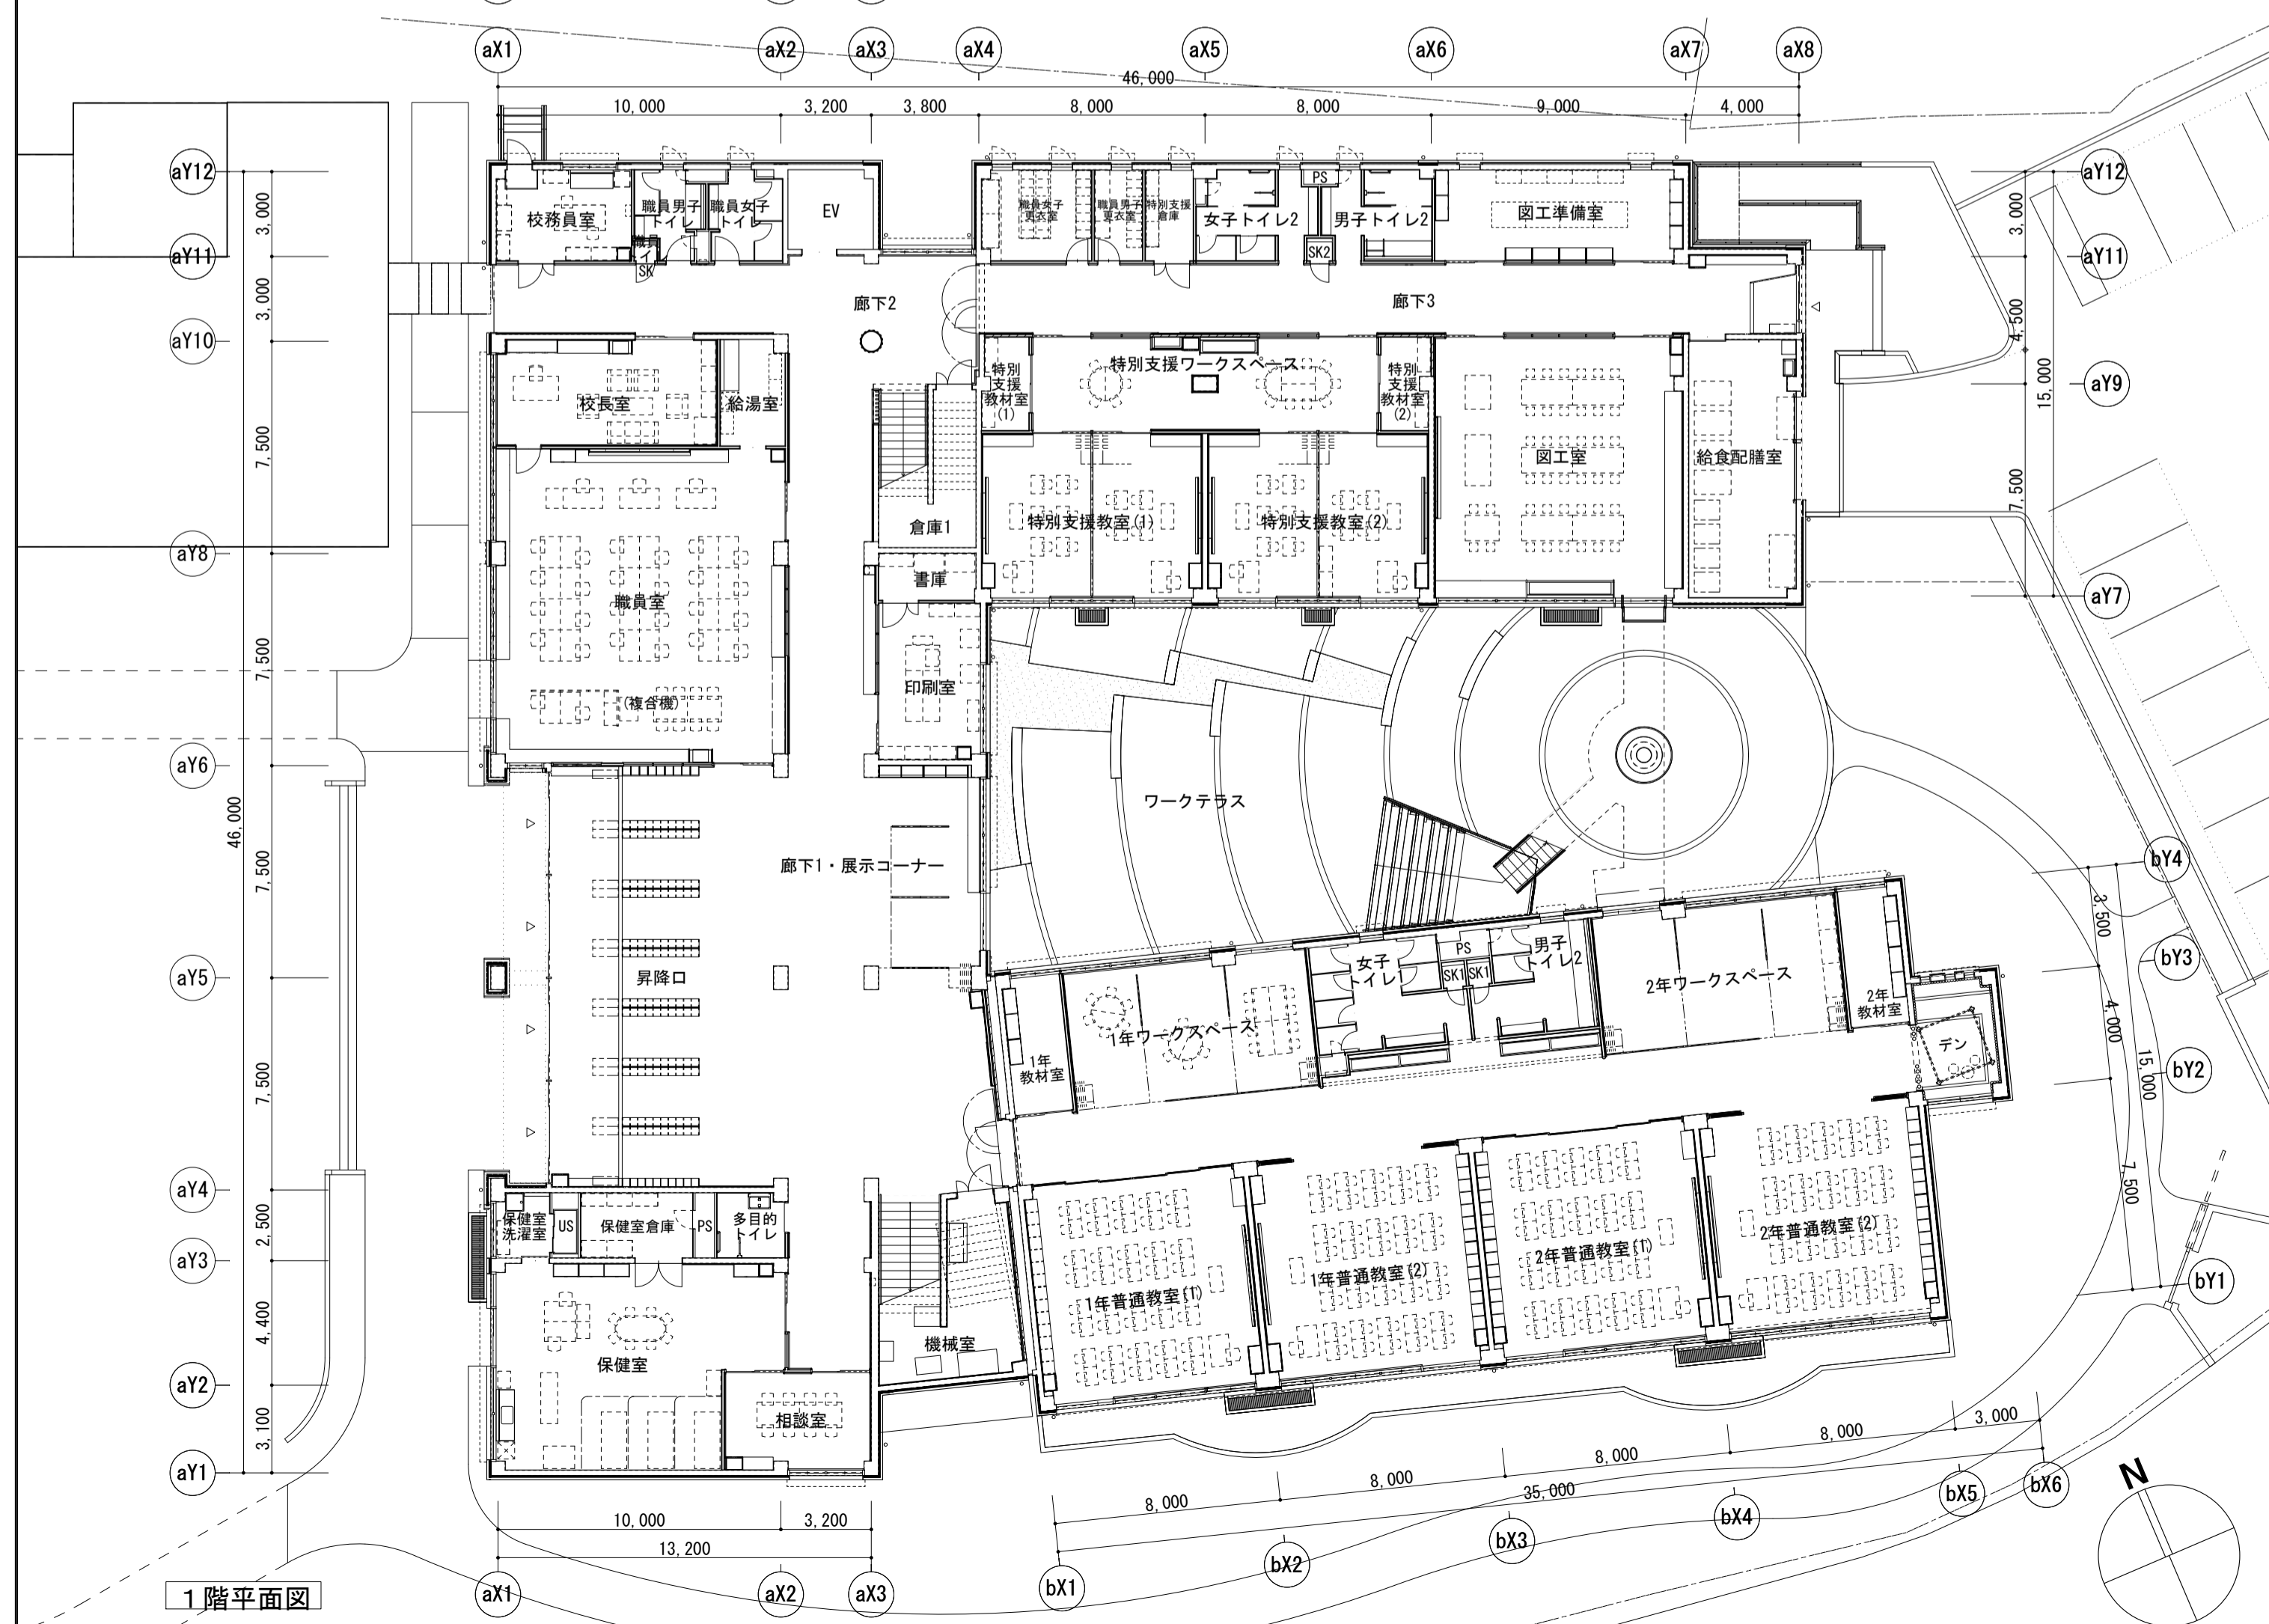 aX1
aX2
aX3
aX4
aX5
aX6
aX7
aX8
46,000
10,000
3,200
3,800
8,000
8,000
9,000
4,000
aY12
aY11
aY10
aY8
aY6
aY5
aY4
aY3
aY2
aY1
3,000
3,000
7,500
7,500
7,500
7,500
2,500
4,400
3,100
46,000
aY12
aY11
aY9
aY7
3,000
4,500
7,500
15,000
校務員室
職員男子
トイレ
職員女子
トイレ
SK
EV
職員女子
更衣室
職員男子
更衣室
特別支援
倉庫
女子トイレ2
PS
SK2
男子トイレ2
図工準備室
廊下2
廊下3
校長室
給湯室
特別
支援
教材室
(1)
特別支援ワークスペース
特別
支援
教材室
(2)
図工室
給食配膳室
倉庫1
書庫
特別支援教室(1)
特別支援教室(2)
職員室
(複合機)
印刷室
ワークテラス
廊下1・展示コーナー
昇降口
1年
教材室
1年ワークスペース
女子
トイレ1
PS
SK1
SK1
男子
トイレ2
2年ワークスペース
2年
教材室
デン
保健室
洗濯室
US
保健室倉庫
PS
多目的
トイレ
保健室
相談室
機械室
1年普通教室(1)
1年普通教室(2)
2年普通教室(1)
2年普通教室(2)
bY4
bY3
bY2
bY1
3,500
4,000
7,500
15,000
8,000
8,000
8,000
8,000
3,000
35,000
bX1
bX2
bX3
bX4
bX5
bX6
10,000
3,200
13,200
aX1
aX2
aX3
N
1階平面図